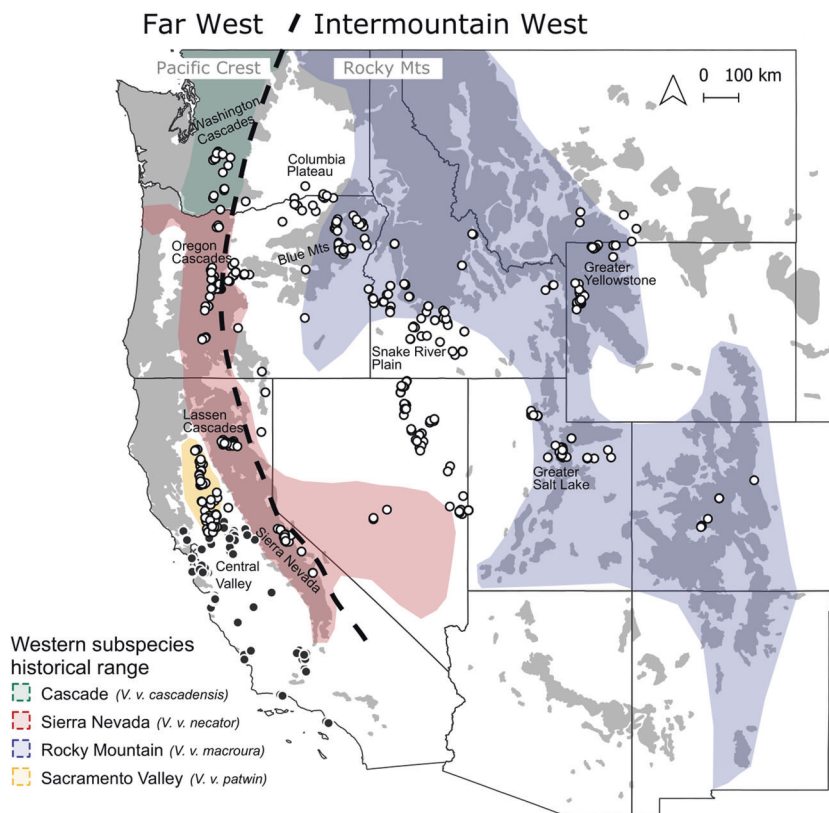 Far West / Intermountain West
Pacific Crest
Rocky Mts
0 100 km
Washington
Cascades
Columbia
Plateau
Oregon
Cascades
Blue Mts
Greater
Yellowstone
Snake River
Plain
Lassen
Cascades
Greater
Salt Lake
Sierra Nevada
Central
Valley
Western subspecies
historical range
Cascade (V. v. cascadensis)
Sierra Nevada (V. v. necator)
Rocky Mountain (V. v. macroura)
Sacramento Valley (V. v. patwin)